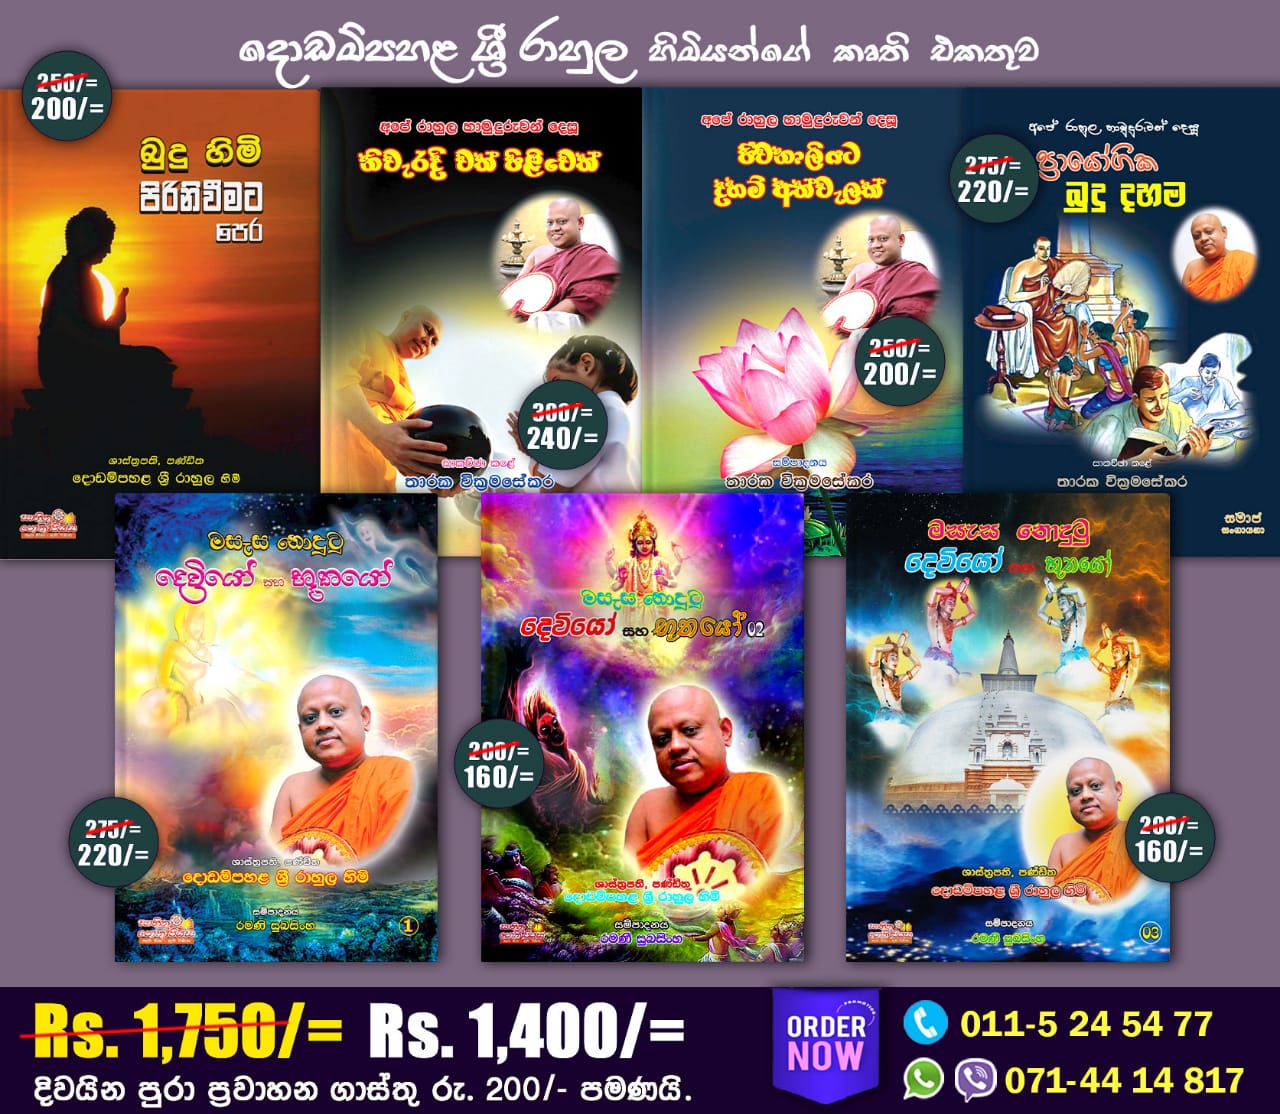 දොඩම්පහළ ශ්‍රී රාහුල හිමියන්ගේ කෘති එකතුව
250/=
200/=
බුදු හිමි
පිරිනිවීමට
පෙර
ශාස්ත්‍රපති, පණ්ඩිත
දොඩම්පහළ ශ්‍රී රාහුල හිමි
අපේ රාහුල හාමුදුරුවන් දෙසූ
නිවැරදි වත් පිළිවෙත්
300/=
240/=
සාකච්ඡා කළේ
තාරක වික්‍රමසේකර
අපේ රාහුල හාමුදුරුවන් දෙසූ
පිවනාලියට
දහම් අත්වැලක්
250/=
200/=
සම්පාදනය
තාරක වික්‍රමසේකර
අපේ රාහුල හාමුදුරුවන් දෙසූ
ප්‍රායෝගික
බුදු දහම
275/=
220/=
සාකච්ඡා කළේ
තාරක වික්‍රමසේකර
සමාජ
සංගායනා
මසැස නොදුටු
දෙවියෝ සහ භූතයෝ
275/=
220/=
ශාස්ත්‍රපති, පණ්ඩිත
දොඩම්පහළ ශ්‍රී රාහුල හිමි
සම්පාදනය
රමණි සුබසිංහ
1
මසැස නොදුටු
දෙවියෝ සහ භූතයෝ 02
200/=
160/=
ශාස්ත්‍රපති, පණ්ඩිත
දොඩම්පහළ ශ්‍රී රාහුල හිමි
සම්පාදනය
රමණි සුබසිංහ
මසැස නොදුටු
දෙවියෝ සහ භූතයෝ
200/=
160/=
ශාස්ත්‍රපති, පණ්ඩිත
දොඩම්පහළ ශ්‍රී රාහුල හිමි
සම්පාදනය
රමණි සුබසිංහ
03
Rs. 1,750/= Rs. 1,400/=
දිවයින පුරා ප්‍රවාහන ගාස්තු රු. 200/- පමණයි.
PROMOTION
ORDER
NOW
011-5 24 54 77
071-44 14 817